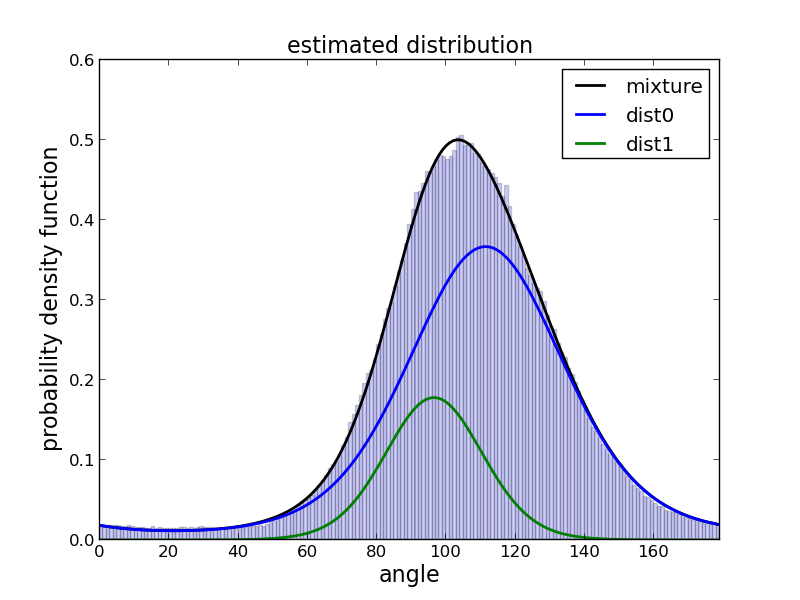 estimated distribution
mixture
dist0
dist1
probability density function
0.6
0.5
0.4
0.3
0.2
0.1
0.0
0 20 40 60 80 100 120 140 160
angle